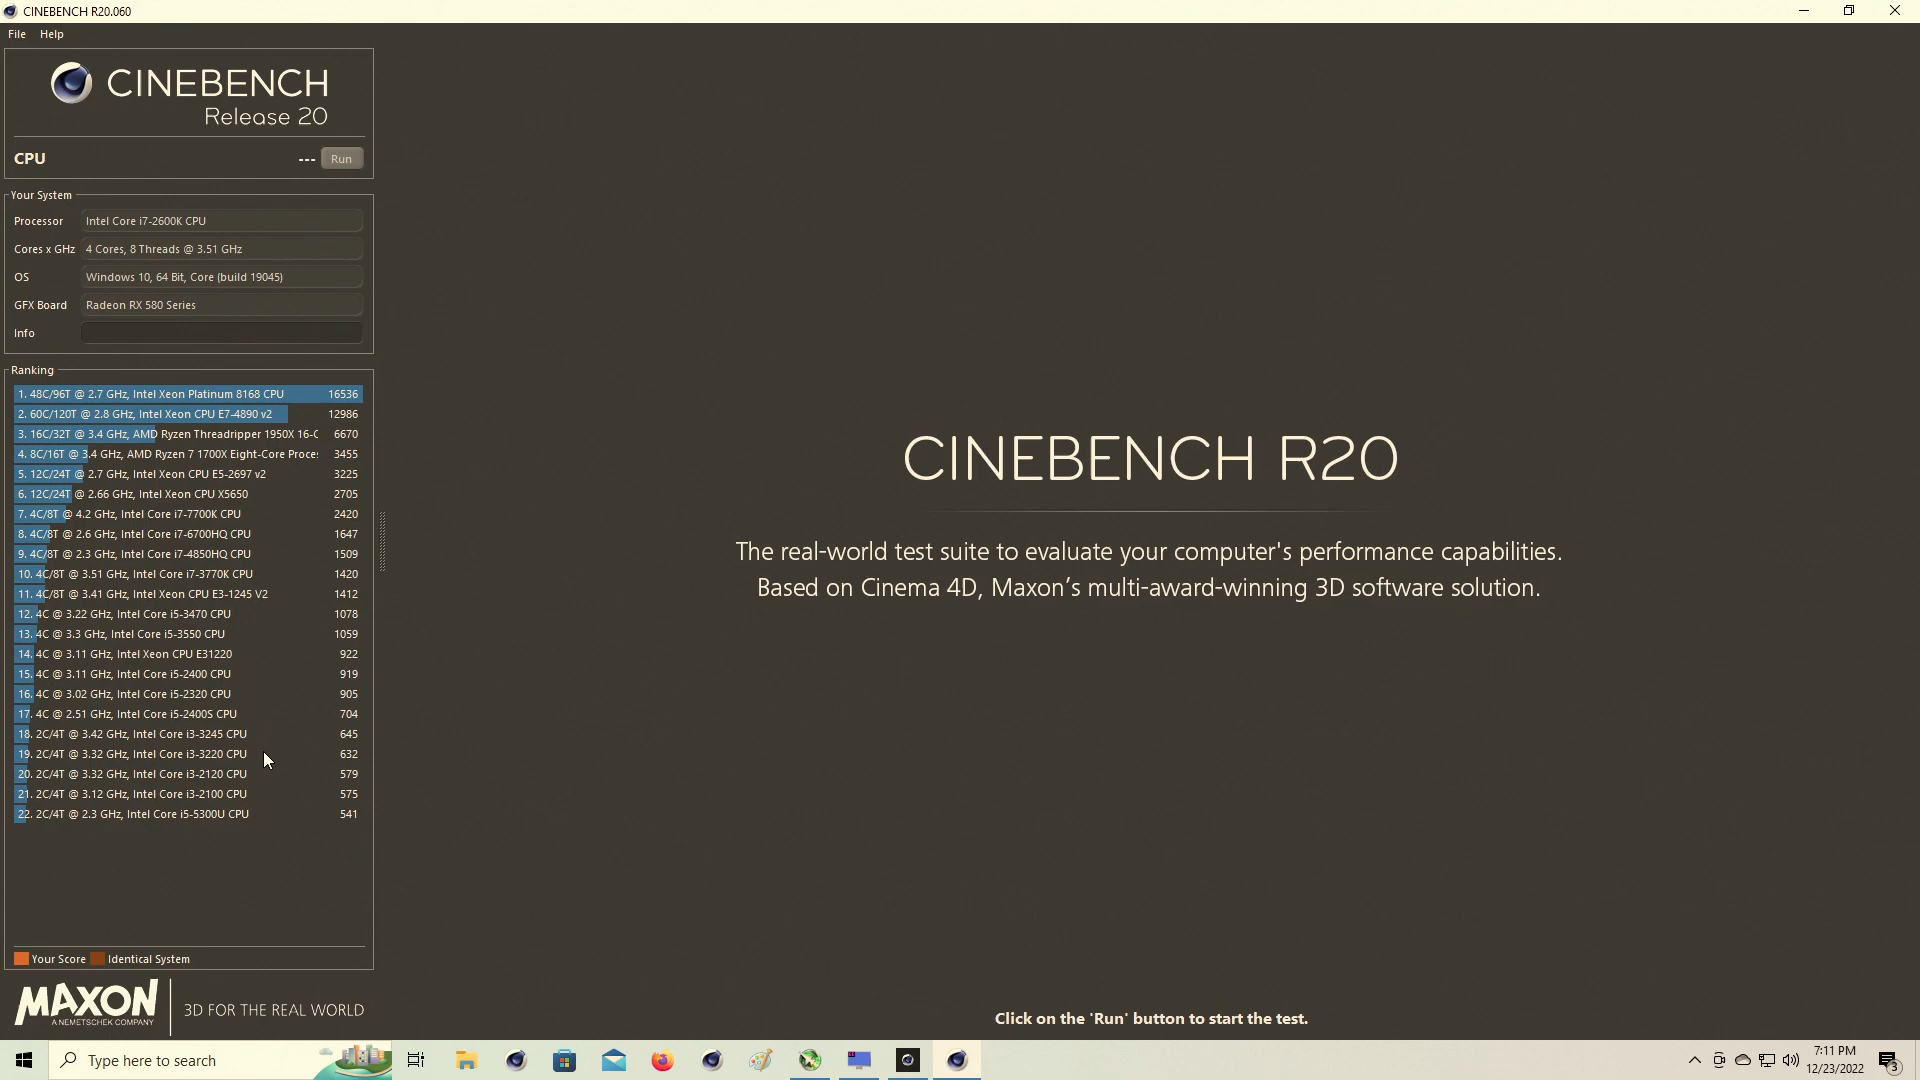 CINEBENCH R20.060
File Help
CINEBENCH
Release 20
CPU --- Run
Your System
Processor Intel Core i7-2600K CPU
Cores x GHz 4 Cores, 8 Threads @ 3.51 GHz
OS Windows 10, 64 Bit, Core (build 19045)
GFX Board Radeon RX 580 Series
Info
Ranking
1. 48C/96T @ 2.7 GHz, Intel Xeon Platinum 8168 CPU 16536
2. 60C/120T @ 2.8 GHz, Intel Xeon CPU E7-4890 v2 12986
3. 16C/32T @ 3.4 GHz, AMD Ryzen Threadripper 1950X 16-C 6670
4. 8C/16T @ 3.4 GHz, AMD Ryzen 7 1700X Eight-Core Proce: 3455
5. 12C/24T @ 2.7 GHz, Intel Xeon CPU E5-2697 v2 3225
6. 12C/24T @ 2.66 GHz, Intel Xeon CPU X5650 2705
7. 4C/8T @ 4.2 GHz, Intel Core i7-7700K CPU 2420
8. 4C/8T @ 2.6 GHz, Intel Core i7-6700HQ CPU 1647
9. 4C/8T @ 2.3 GHz, Intel Core i7-4850HQ CPU 1509
10. 4C/8T @ 3.51 GHz, Intel Core i7-3770K CPU 1420
11. 4C/8T @ 3.41 GHz, Intel Xeon CPU E3-1245 V2 1412
12. 4C @ 3.22 GHz, Intel Core i5-3470 CPU 1078
13. 4C @ 3.3 GHz, Intel Core i5-3550 CPU 1059
14. 4C @ 3.11 GHz, Intel Xeon CPU E31220 922
15. 4C @ 3.11 GHz, Intel Core i5-2400 CPU 919
16. 4C @ 3.02 GHz, Intel Core i5-2320 CPU 905
17. 4C @ 2.51 GHz, Intel Core i5-2400S CPU 704
18. 2C/4T @ 3.42 GHz, Intel Core i3-3245 CPU 645
19. 2C/4T @ 3.32 GHz, Intel Core i3-3220 CPU 632
20. 2C/4T @ 3.32 GHz, Intel Core i3-2120 CPU 579
21. 2C/4T @ 3.12 GHz, Intel Core i3-2100 CPU 575
22. 2C/4T @ 2.3 GHz, Intel Core i5-5300U CPU 541
Your Score Identical System
MAXON
A NEMETSCHEK COMPANY
3D FOR THE REAL WORLD
CINEBENCH R20
The real-world test suite to evaluate your computer's performance capabilities.
Based on Cinema 4D, Maxon’s multi-award-winning 3D software solution.
Click on the 'Run' button to start the test.
Type here to search
7:11 PM
12/23/2022
3